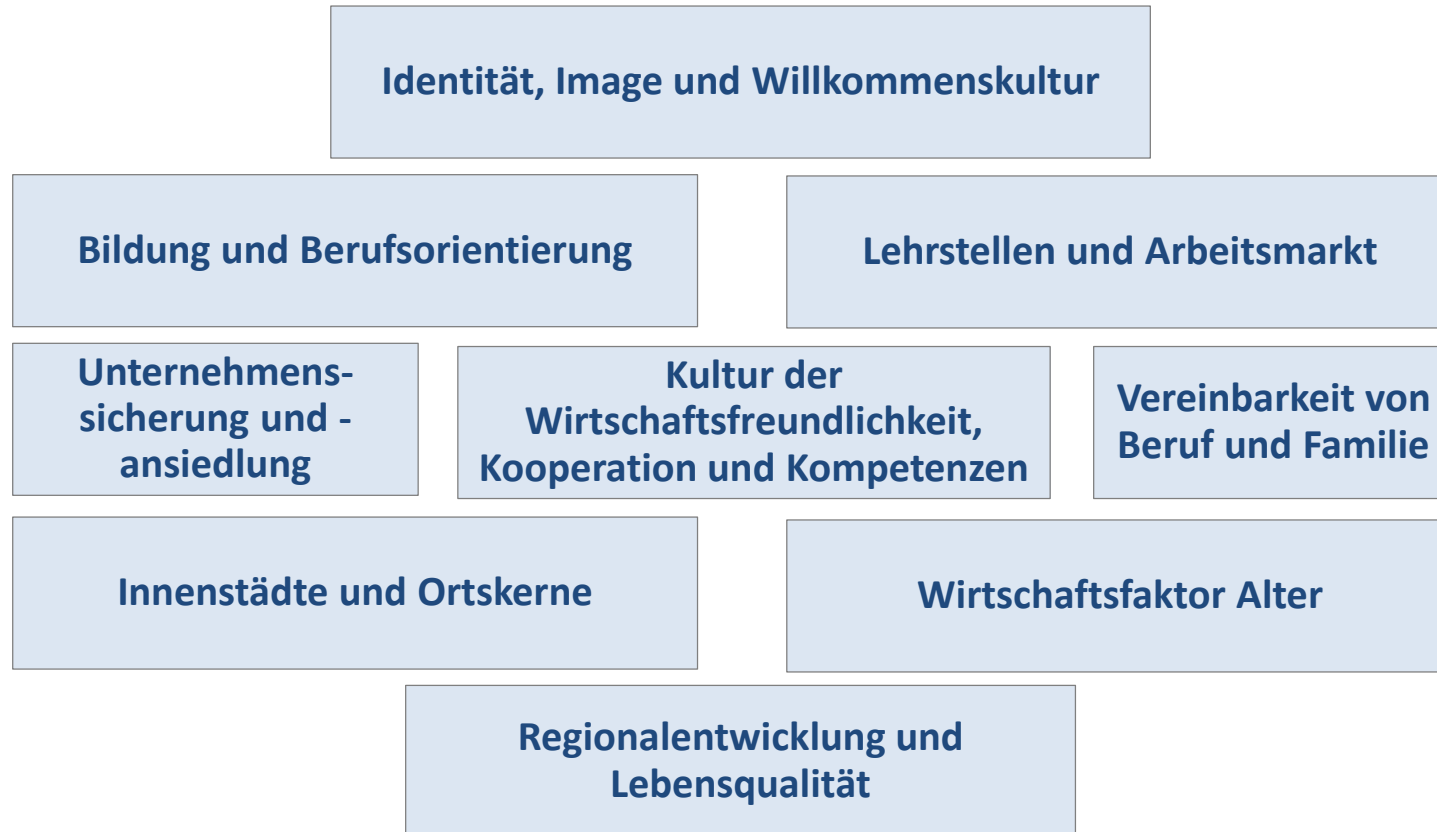 Identität, Image und Willkommenskultur
Bildung und Berufsorientierung
Lehrstellen und Arbeitsmarkt
Unternehmens-
sicherung und -
ansiedlung
Kultur der
Wirtschaftsfreundlichkeit,
Kooperation und Kompetenzen
Vereinbarkeit von
Beruf und Familie
Innenstädte und Ortskerne
Wirtschaftsfaktor Alter
Regionalentwicklung und
Lebensqualität